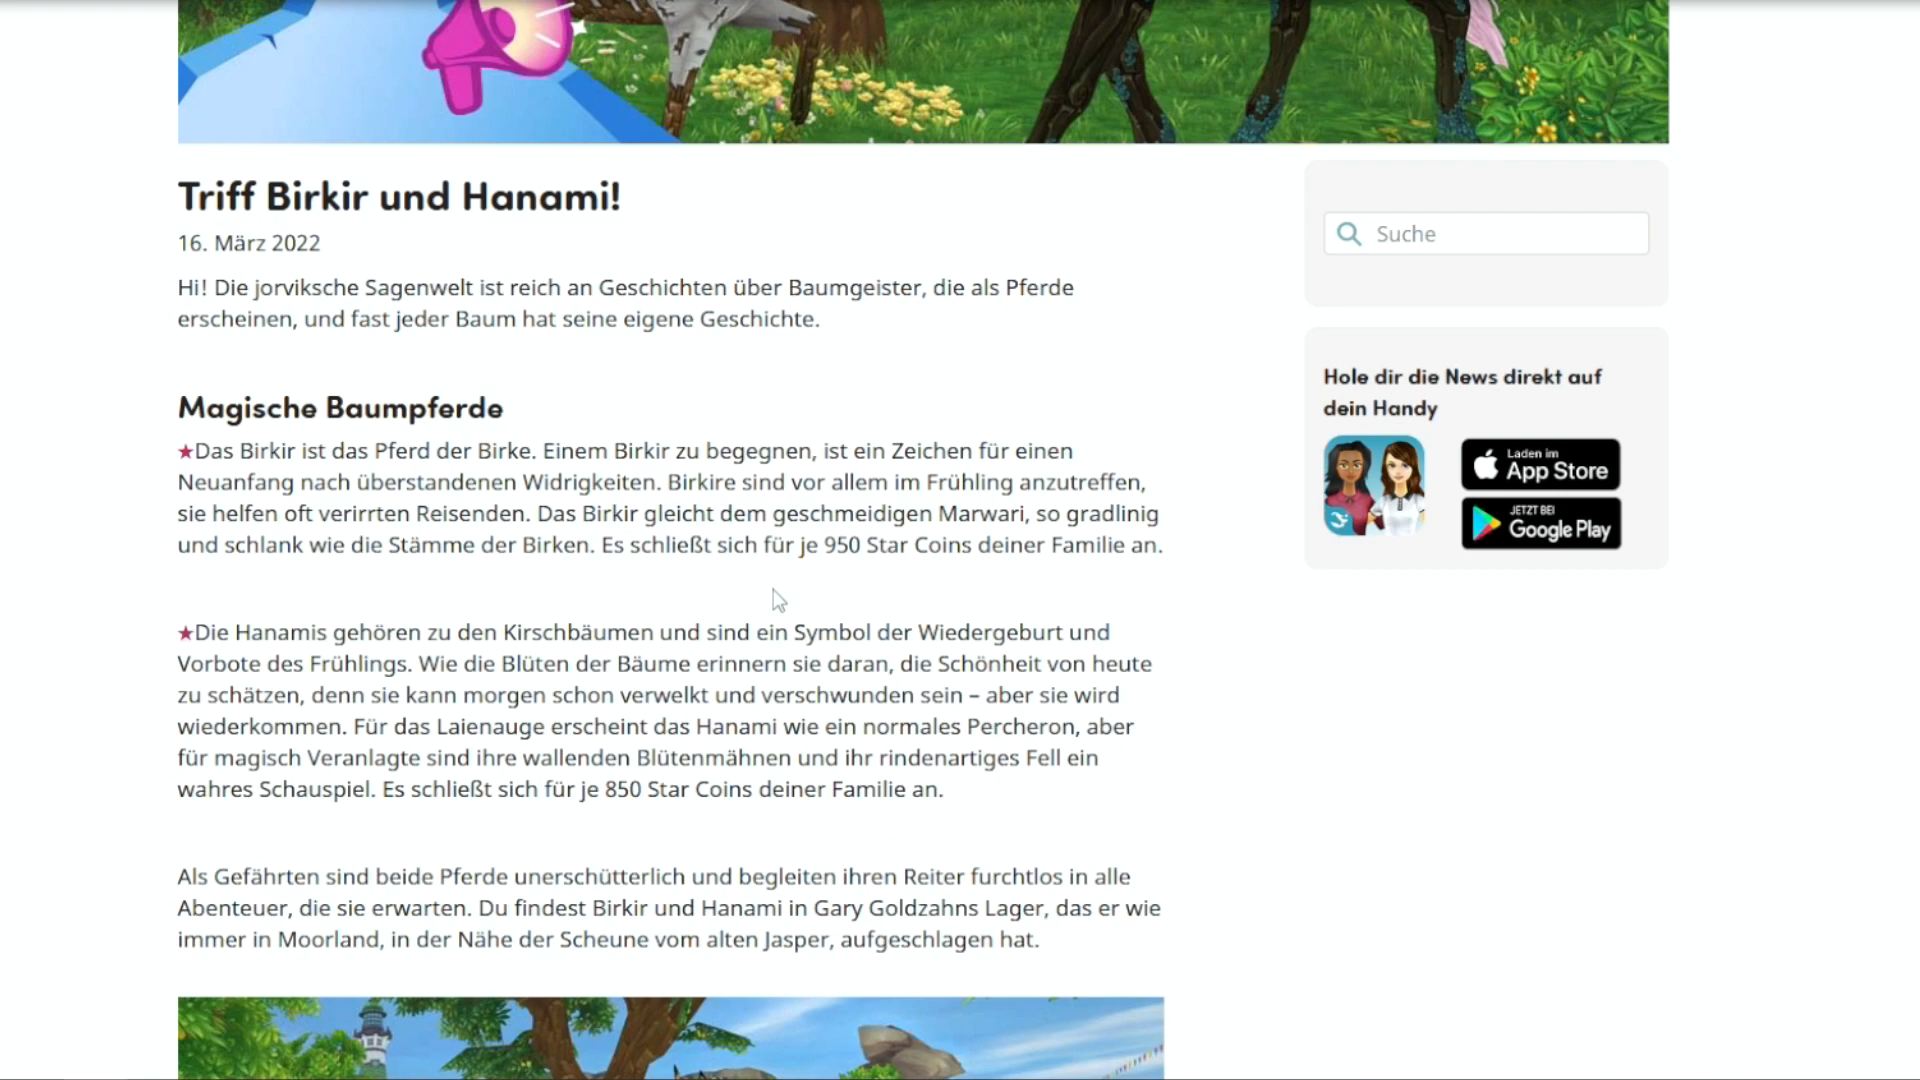 Triff Birkir und Hanami!
16. März 2022
Hi! Die jorviksche Sagenwelt ist reich an Geschichten über Baumgeister, die als Pferde
erscheinen, und fast jeder Baum hat seine eigene Geschichte.
Magische Baumpferde
★Das Birkir ist das Pferd der Birke. Einem Birkir zu begegnen, ist ein Zeichen für einen
Neuanfang nach überstandenen Widrigkeiten. Birkire sind vor allem im Frühling anzutreffen,
sie helfen oft verirrten Reisenden. Das Birkir gleicht dem geschmeidigen Marwari, so gradlinig
und schlank wie die Stämme der Birken. Es schließt sich für je 950 Star Coins deiner Familie an.
★Die Hanamis gehören zu den Kirschbäumen und sind ein Symbol der Wiedergeburt und
Vorbote des Frühlings. Wie die Blüten der Bäume erinnern sie daran, die Schönheit von heute
zu schätzen, denn sie kann morgen schon verwelkt und verschwunden sein – aber sie wird
wiederkommen. Für das Laienauge erscheint das Hanami wie ein normales Percheron, aber
für magisch Veranlagte sind ihre wallenden Blütenmähnen und ihr rindenartiges Fell ein
wahres Schauspiel. Es schließt sich für je 850 Star Coins deiner Familie an.
Als Gefährten sind beide Pferde unerschütterlich und begleiten ihren Reiter furchtlos in alle
Abenteuer, die sie erwarten. Du findest Birkir und Hanami in Gary Goldzahns Lager, das er wie
immer in Moorland, in der Nähe der Scheune vom alten Jasper, aufgeschlagen hat.
Suche
Hole dir die News direkt auf
dein Handy
Laden im
App Store
JETZT BEI
Google Play